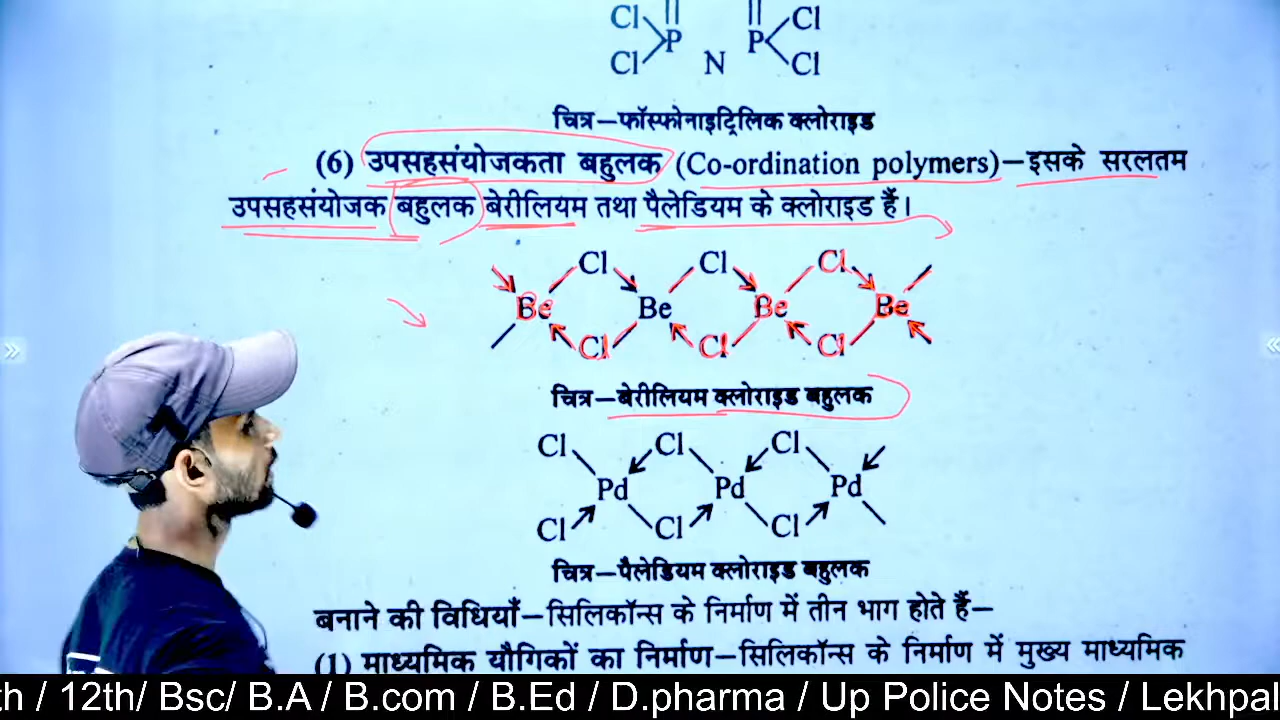 Cl Cl
P P
Cl N Cl
चित्र–फॉस्फोनाइट्रिलिक क्लोराइड
(6) उपसहसंयोजकता बहुलक (Co-ordination polymers)–इसके सरलतम
उपसहसंयोजक बहुलक बेरीलियम तथा पैलेडियम के क्लोराइड हैं।
Cl Cl Cl
Be Be Be Be
Cl Cl Cl
चित्र–बेरीलियम क्लोराइड बहुलक
Cl Cl Cl
Pd Pd Pd
Cl Cl Cl
चित्र–पैलेडियम क्लोराइड बहुलक
बनाने की विधियाँ–सिलिकॉन्स के निर्माण में तीन भाग होते हैं–
(1) माध्यमिक यौगिकों का निर्माण–सिलिकॉन्स के निर्माण में मुख्य माध्यमिक
th / 12th/ Bsc/ B.A / B.com / B.Ed / D.pharma / Up Police Notes / Lekhpal